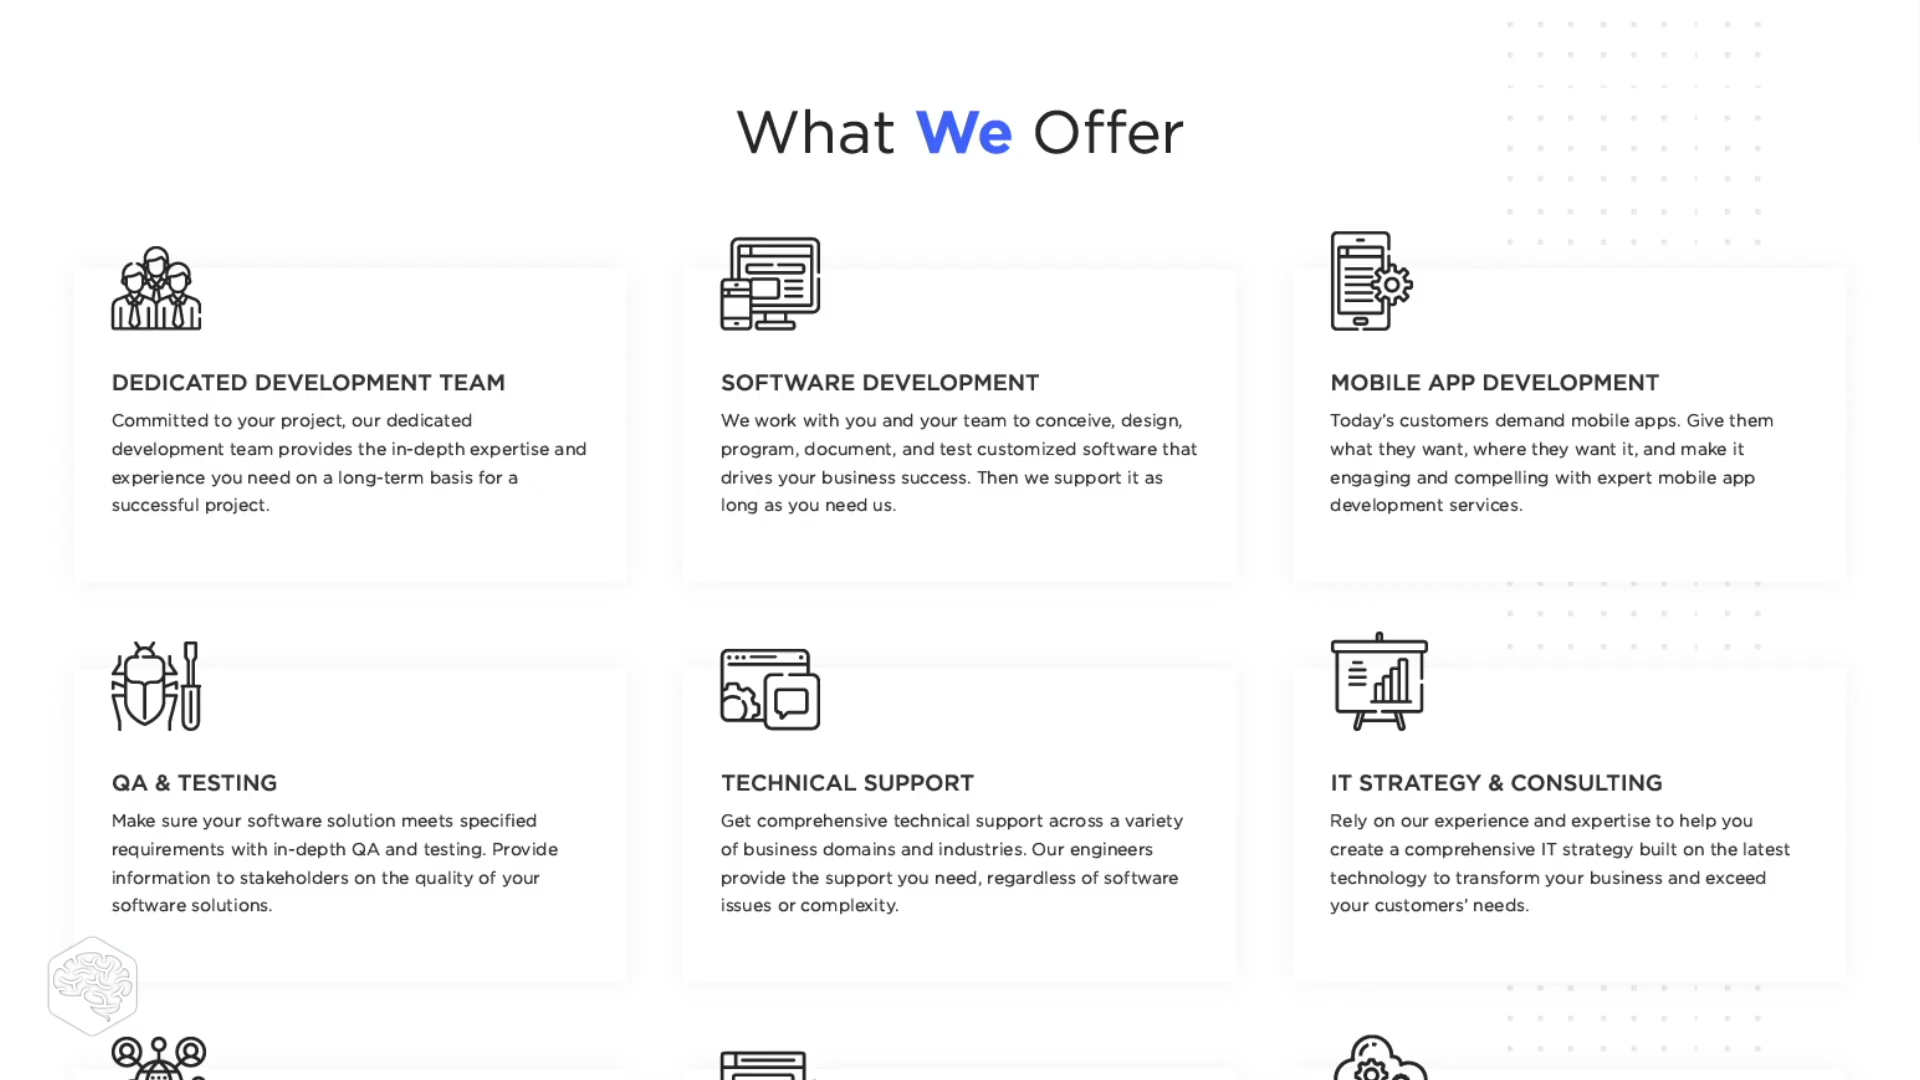 What We Offer
DEDICATED DEVELOPMENT TEAM
Committed to your project, our dedicated
development team provides the in-depth expertise and
experience you need on a long-term basis for a
successful project.
SOFTWARE DEVELOPMENT
We work with you and your team to conceive, design,
program, document, and test customized software that
drives your business success. Then we support it as
long as you need us.
MOBILE APP DEVELOPMENT
Today's customers demand mobile apps. Give them
what they want, where they want it, and make it
engaging and compelling with expert mobile app
development services.
QA & TESTING
Make sure your software solution meets specified
requirements with in-depth QA and testing. Provide
information to stakeholders on the quality of your
software solutions.
TECHNICAL SUPPORT
Get comprehensive technical support across a variety
of business domains and industries. Our engineers
provide the support you need, regardless of software
issues or complexity.
IT STRATEGY & CONSULTING
Rely on our experience and expertise to help you
create a comprehensive IT strategy built on the latest
technology to transform your business and exceed
your customers' needs.